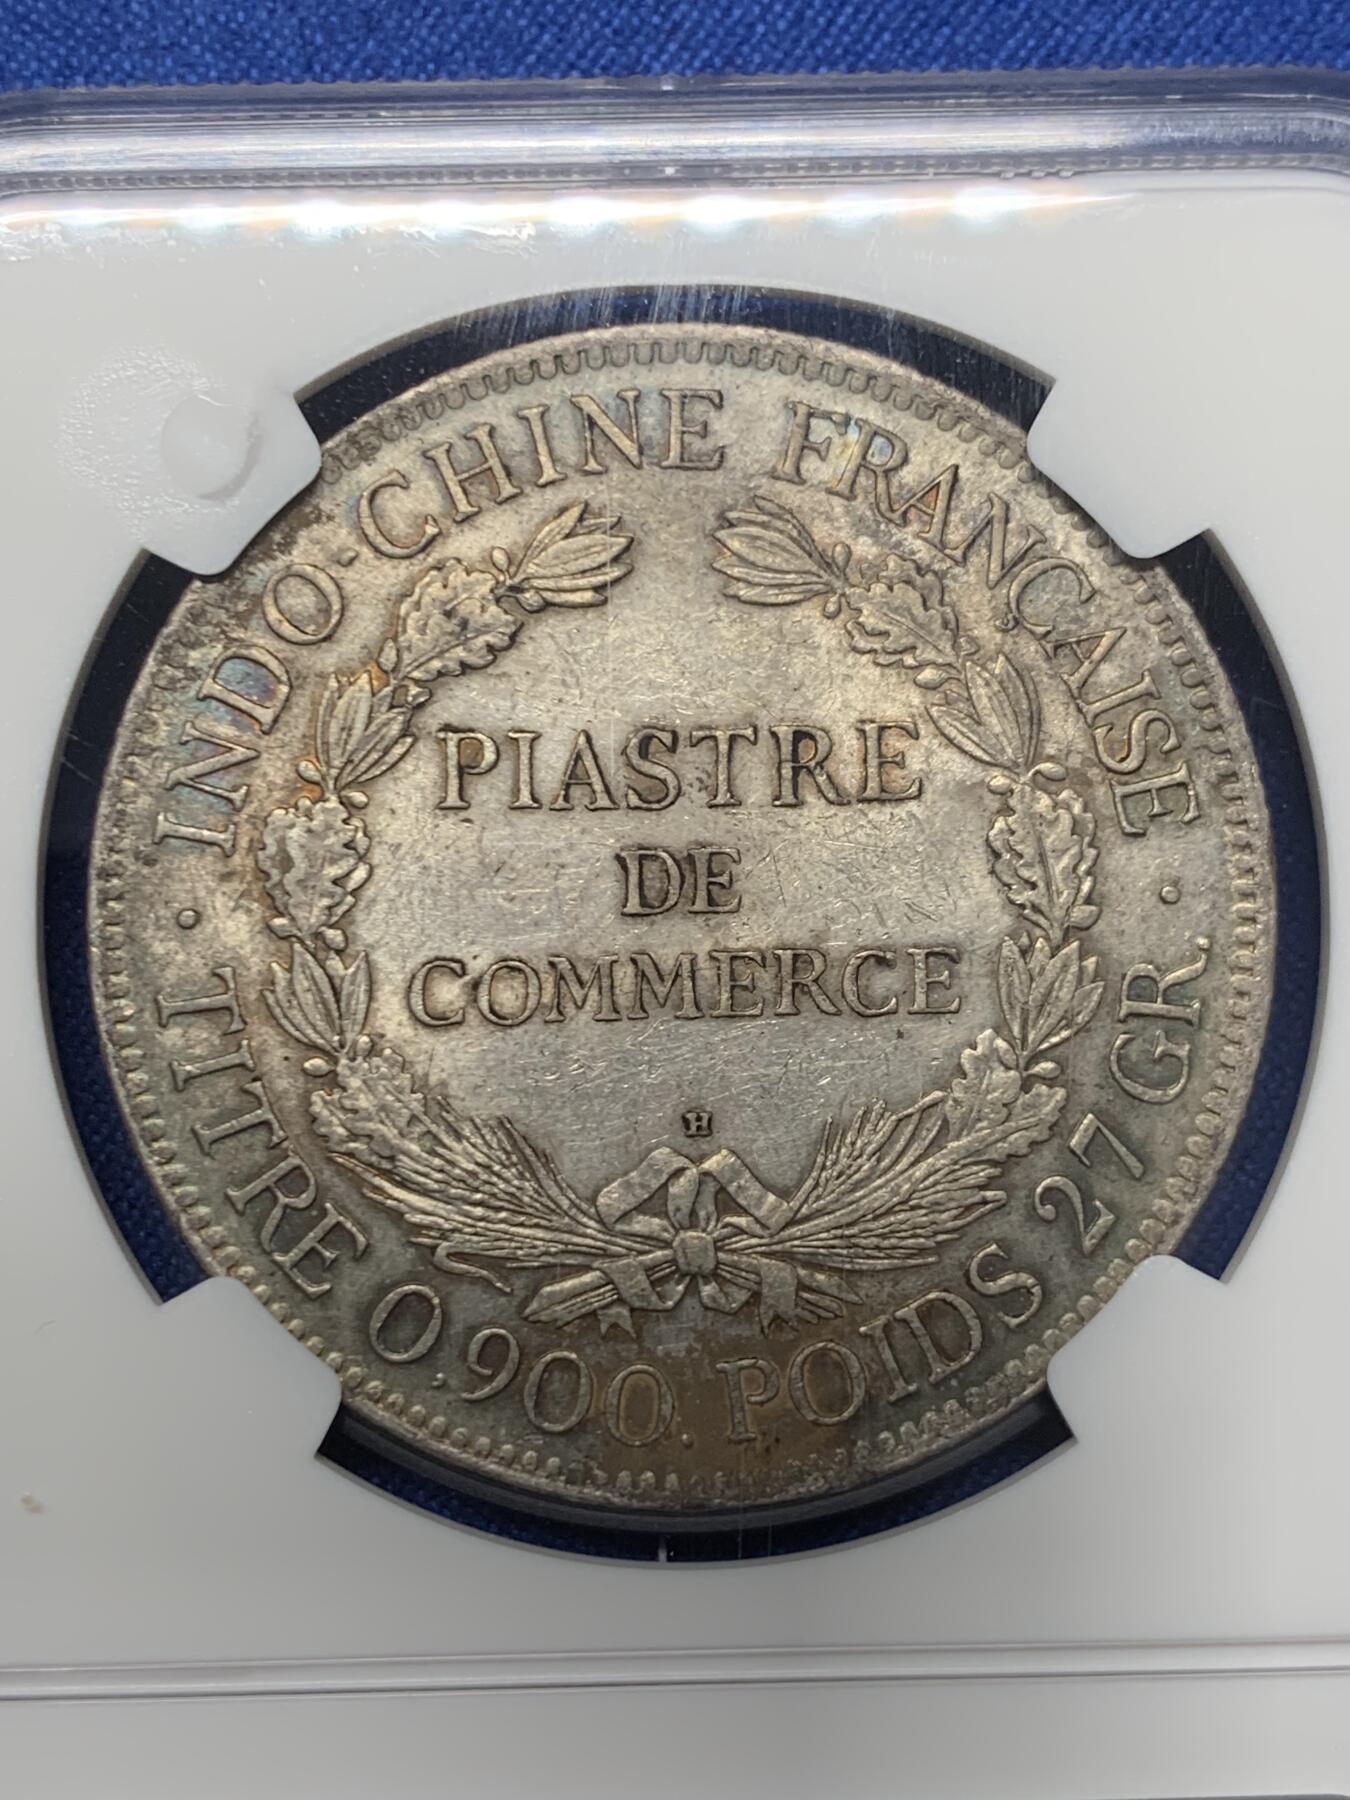 INDO-CHINE FRANÇAISE
PIASTRE
DE
COMMERCE
H
· TITRE 0,900. POIDS 27 GR. ·